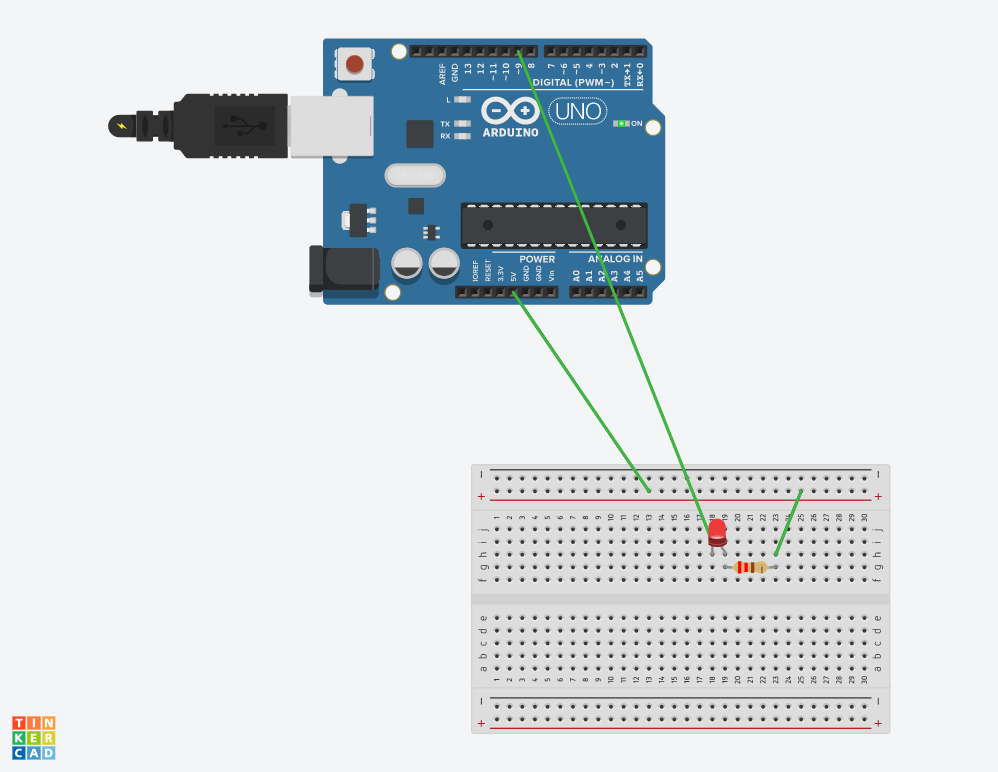 AREF
GND
13
12
~11
~10
~9
8
7
~6
~5
4
~3
2
TX→1
RX←0
DIGITAL (PWM~)
L
TX
RX
ARDUINO
UNO
ON
IOREF
RESET
3.3V
5V
GND
GND
Vin
POWER
ANALOG IN
A0
A1
A2
A3
A4
A5
− −
+ +
1 2 3 4 5 6 7 8 9 10 11 12 13 14 15 16 17 18 19 20 21 22 23 24 25 26 27 28 29 30
j j
i i
h h
g g
f f
e e
d d
c c
b b
a a
1 2 3 4 5 6 7 8 9 10 11 12 13 14 15 16 17 18 19 20 21 22 23 24 25 26 27 28 29 30
− −
+ +
TIN
KER
CAD